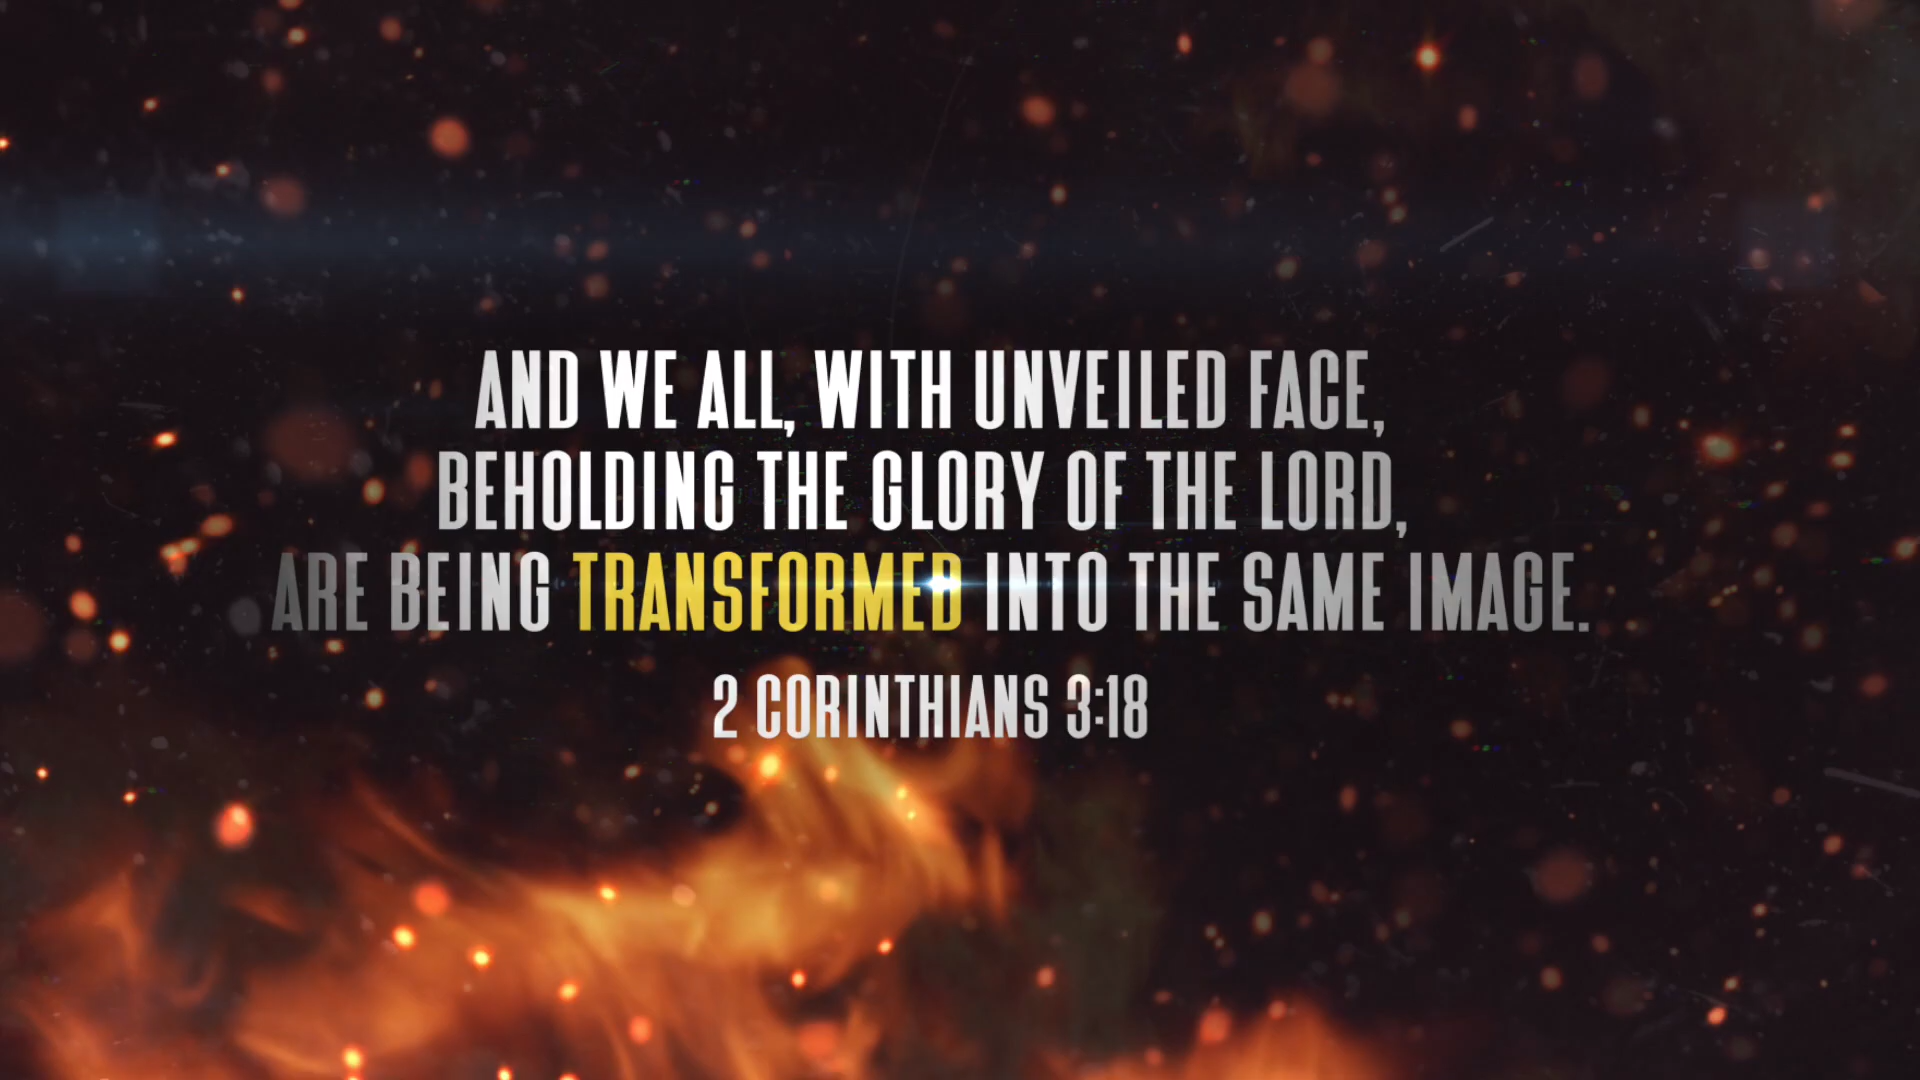 AND WE ALL, WITH UNVEILED FACE,
BEHOLDING THE GLORY OF THE LORD,
ARE BEING TRANSFORMED INTO THE SAME IMAGE.
2 CORINTHIANS 3:18